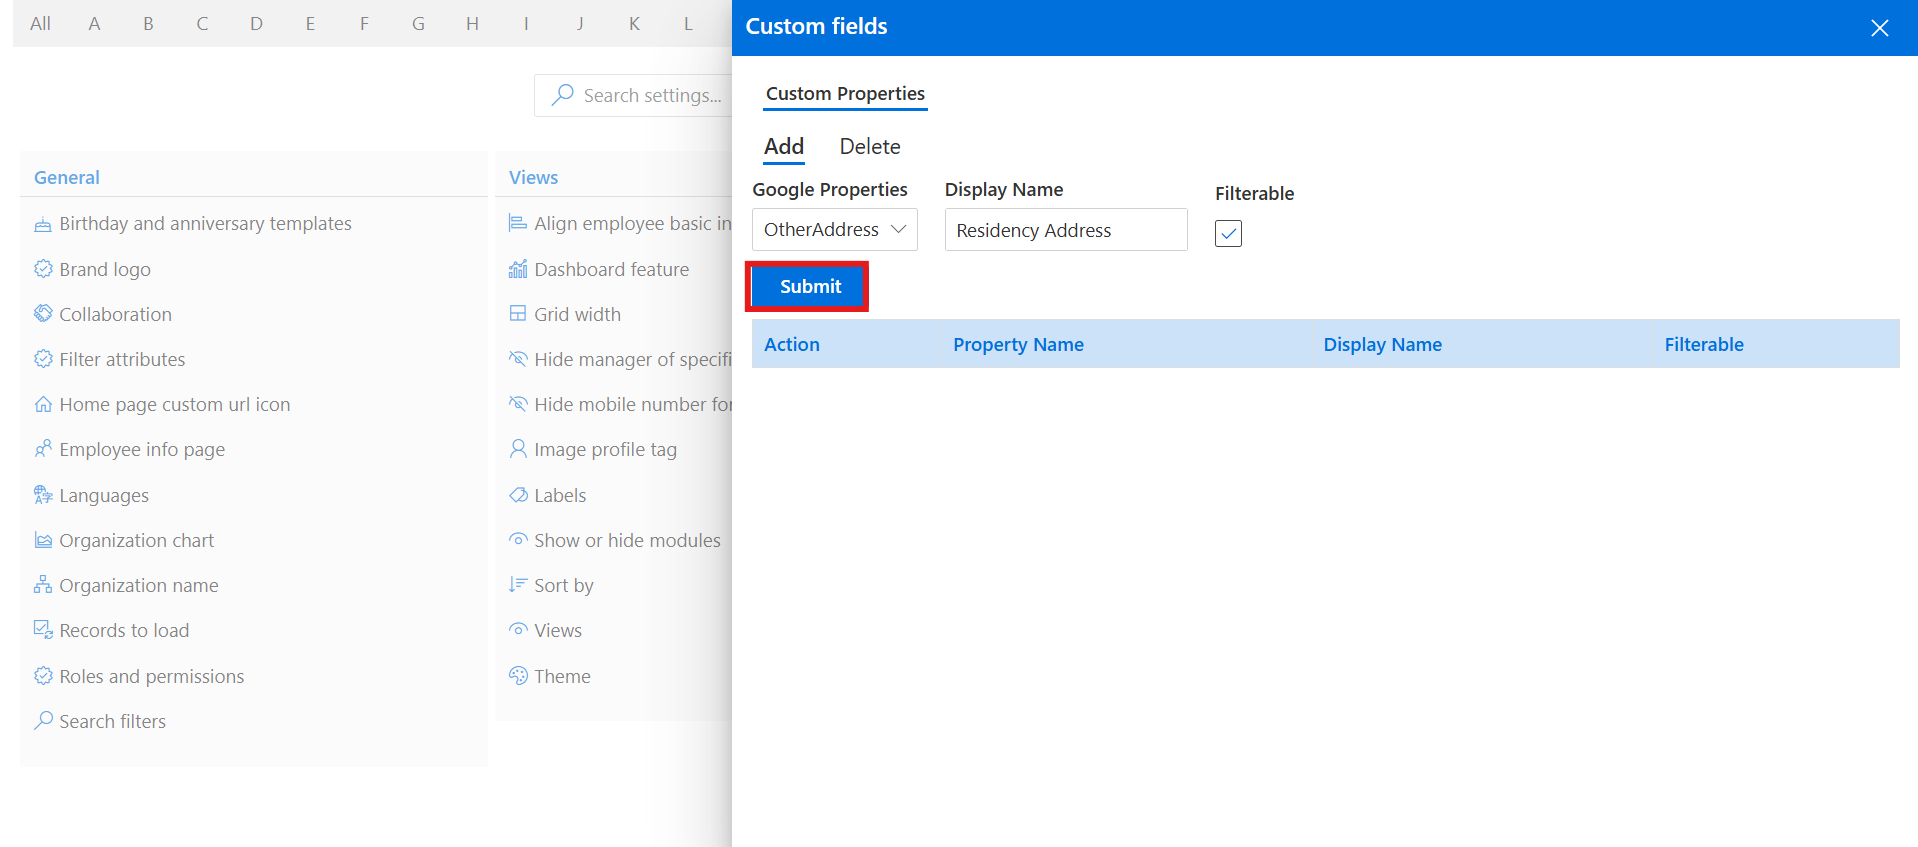 All A B C D E F G H I J K L
Search settings...
General
Birthday and anniversary templates
Brand logo
Collaboration
Filter attributes
Home page custom url icon
Employee info page
Languages
Organization chart
Organization name
Records to load
Roles and permissions
Search filters
Views
Align employee basic in
Dashboard feature
Grid width
Hide manager of specifi
Hide mobile number for
Image profile tag
Labels
Show or hide modules
Sort by
Views
Theme
Custom fields
Custom Properties
Add Delete
Google Properties Display Name Filterable
OtherAddress Residency Address
Submit
Action Property Name Display Name Filterable